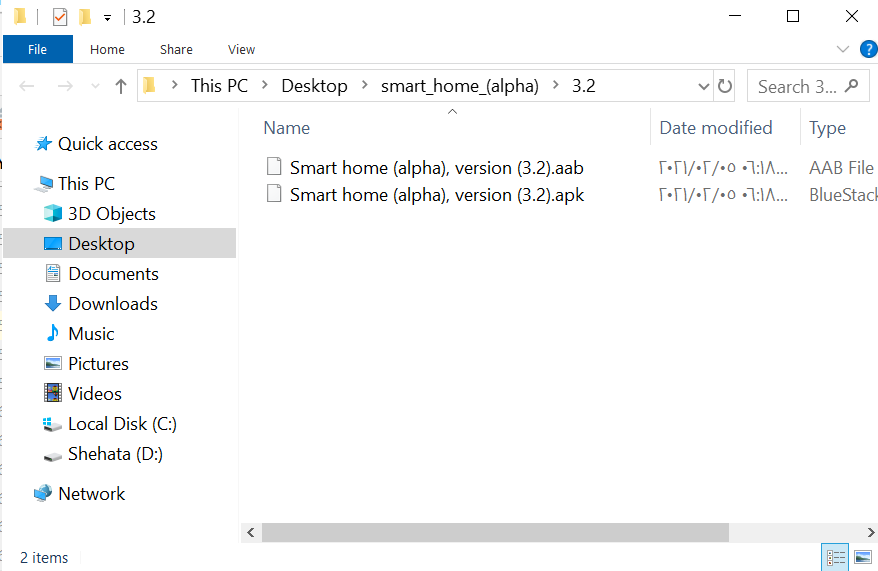 3.2
File Home Share View
This PC Desktop smart_home_(alpha) 3.2 Search 3...
Name Date modified Type
Quick access
Smart home (alpha), version (3.2).aab ٢٠٢١/٠٢/٠٥ ٠٦:١٨... AAB File
This PC
Smart home (alpha), version (3.2).apk ٢٠٢١/٠٢/٠٥ ٠٦:١٨... BlueStack
3D Objects
Desktop
Documents
Downloads
Music
Pictures
Videos
Local Disk (C:)
Shehata (D:)
Network
2 items